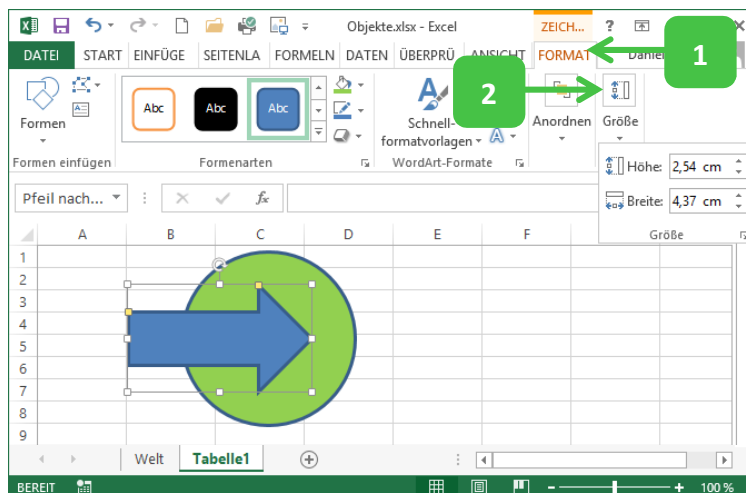 Objekte.xlsx - Excel
ZEICH... ?
DATEI START EINFÜGE SEITENLA FORMELN DATEN ÜBERPRÜ ANSICHT FORMAT Daniel
1
2
Abc Abc Abc
Formen
Schnell-
formatvorlagen
Anordnen Größe
Formen einfügen Formenarten WordArt-Formate
Höhe: 2,54 cm
Breite: 4,37 cm
Größe
Pfeil nach... fx
A B C D E F
1
2
3
4
5
6
7
8
9
Welt Tabelle1
BEREIT 100 %